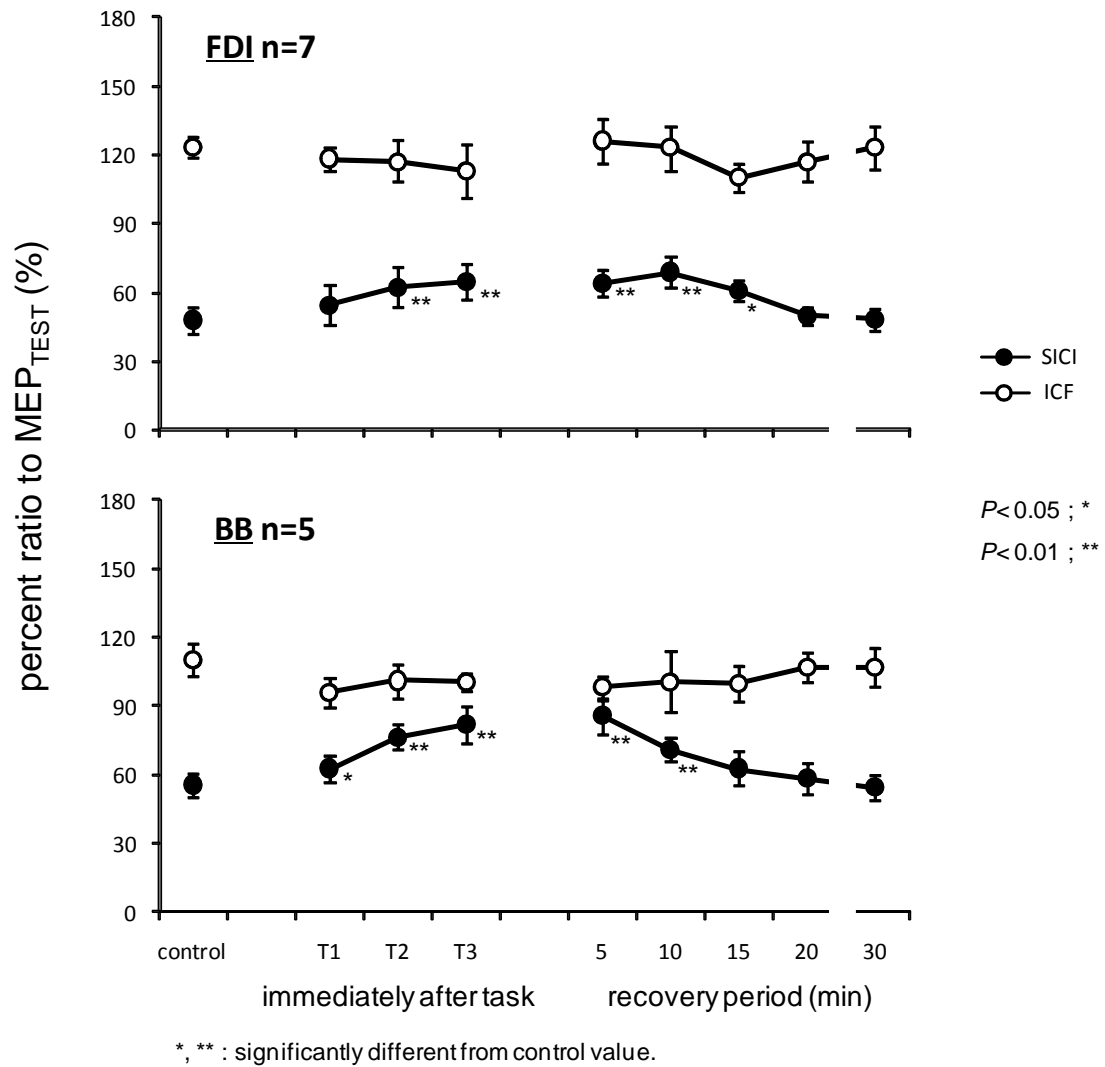 percent ratio to MEP_TEST (%)
FDI n=7
180
150
120
90
60
30
0
**
**
**
**
*
SICI
ICF
P<0.05 ; *
P<0.01 ; **
BB n=5
180
150
120
90
60
30
0
*
**
**
**
**
control T1 T2 T3 5 10 15 20 30
immediately after task recovery period (min)
*, ** : significantly different from control value.